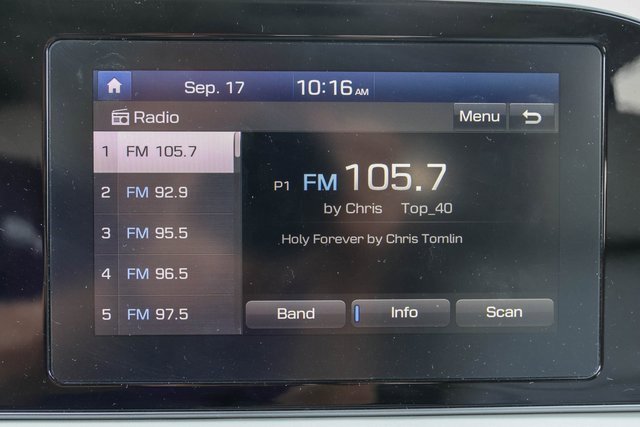 Sep. 17 10:16 AM
Radio Menu
1 FM 105.7
2 FM 92.9
3 FM 95.5
4 FM 96.5
5 FM 97.5
P1 FM 105.7
by Chris Top_40
Holy Forever by Chris Tomlin
Band Info Scan